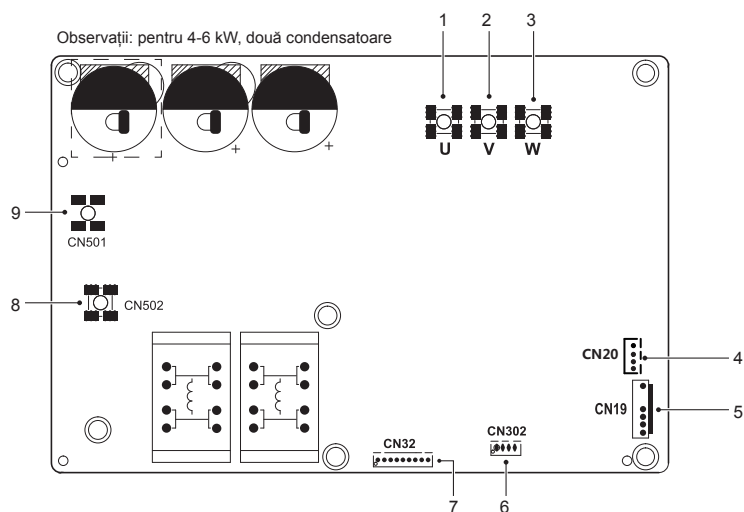 1 2 3
Observații: pentru 4-6 kW, două condensatoare
+ + +
U V W
9
CN501
8 CN502
CN20 4
CN19 5
CN32 CN302
7 6